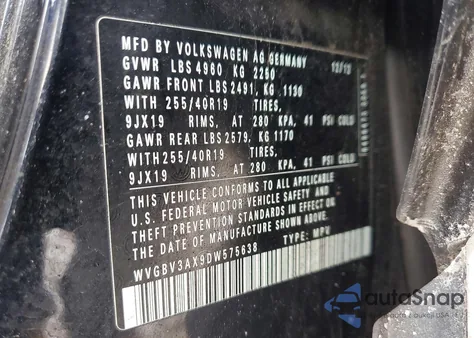 MFD BY VOLKSWAGEN AG GERMANY 12/12
GVWR LBS 4960 KG 2250
GAWR FRONT LBS 2491, KG 1130
WITH 255/40R19 TIRES,
9JX19 RIMS, AT 280 KPA, 41 PSI COLD
GAWR REAR LBS 2579, KG 1170
WITH 255/40R19 TIRES,
9JX19 RIMS, AT 280 KPA, 41 PSI COLD
THIS VEHICLE CONFORMS TO ALL APPLICABLE
U.S. FEDERAL MOTOR VEHICLE SAFETY AND
THEFT PREVENTION STANDARDS IN EFFECT ON
THE DATE OF MANUFACTURE SHOWN ABOVE.
WVGBV3AX9DW575638 TYPE: MPV
autoSnap